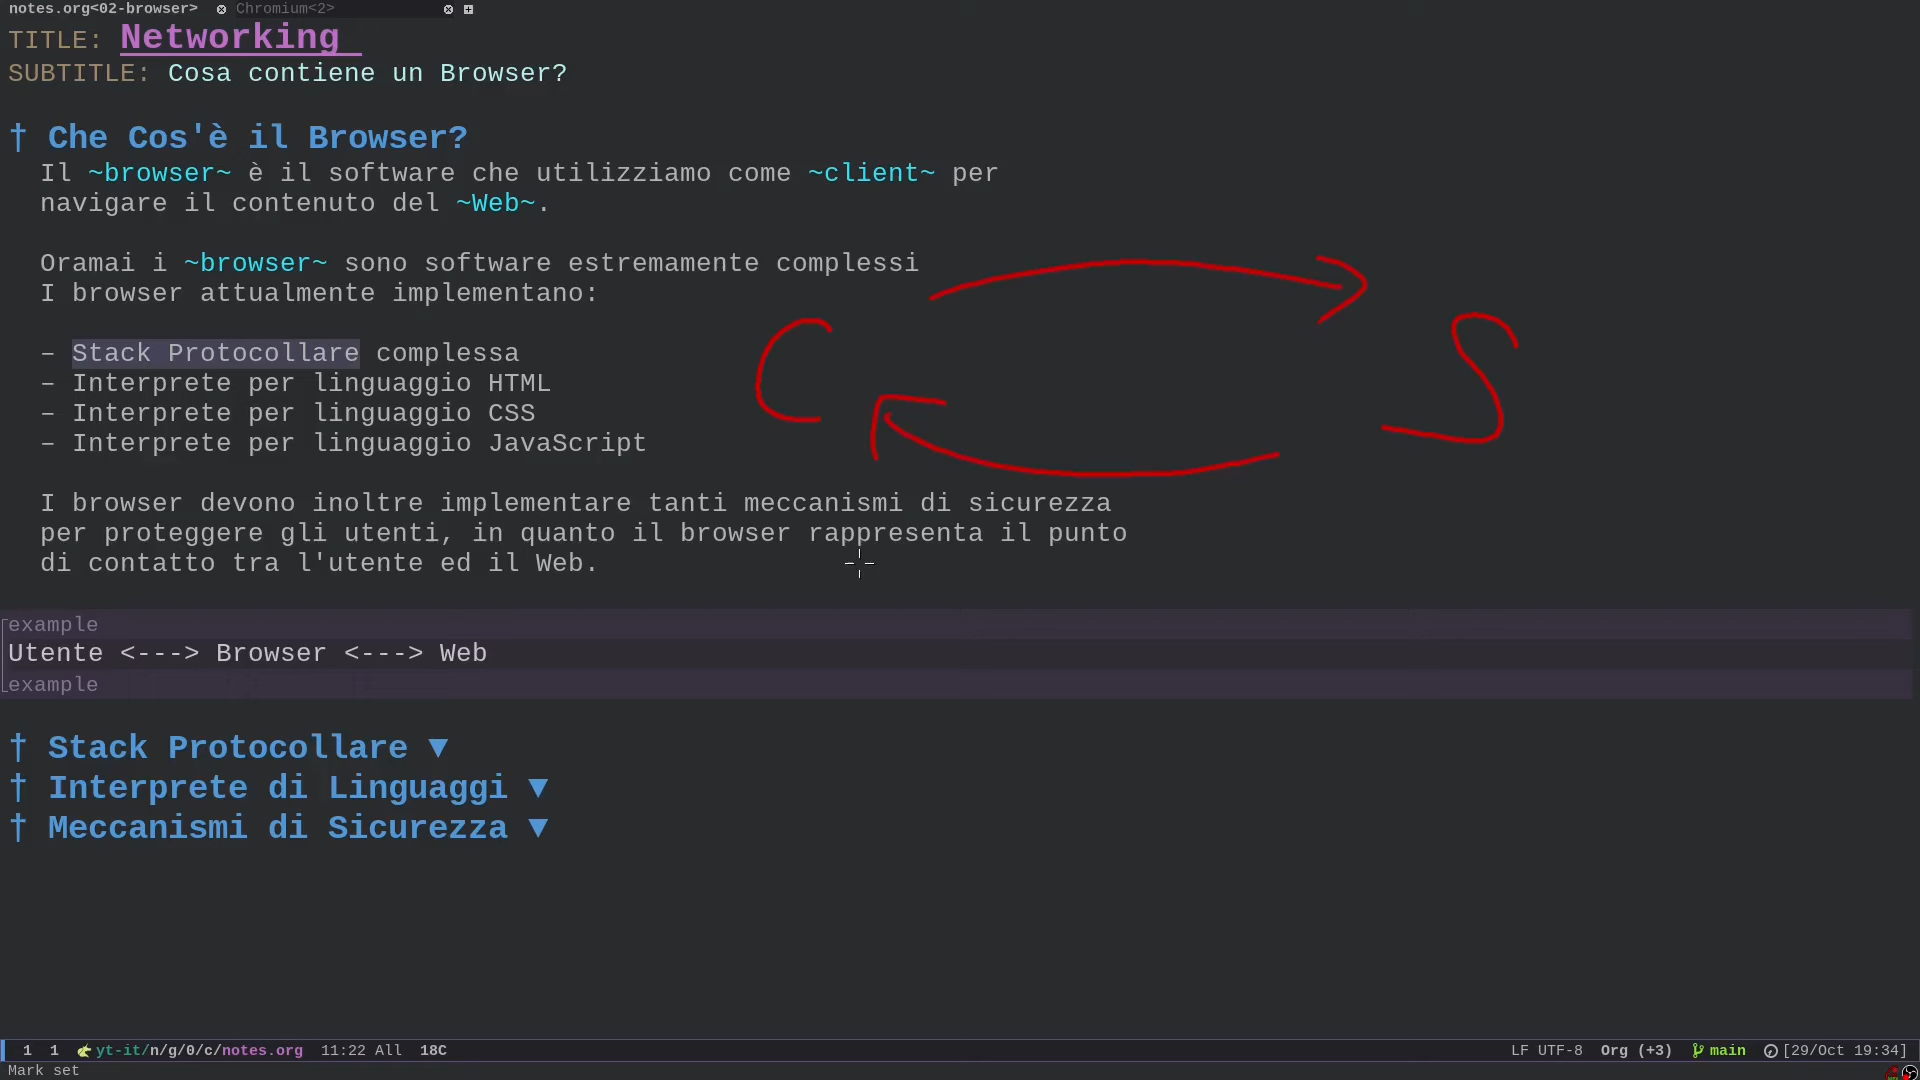 notes.org<02-browser> Chromium<2>
TITLE: Networking
SUBTITLE: Cosa contiene un Browser?
† Che Cos'è il Browser?
Il ~browser~ è il software che utilizziamo come ~client~ per
navigare il contenuto del ~Web~.
Oramai i ~browser~ sono software estremamente complessi
I browser attualmente implementano:
– Stack Protocollare complessa
– Interprete per linguaggio HTML
– Interprete per linguaggio CSS
– Interprete per linguaggio JavaScript
C S
I browser devono inoltre implementare tanti meccanismi di sicurezza
per proteggere gli utenti, in quanto il browser rappresenta il punto
di contatto tra l'utente ed il Web.
example
Utente <---> Browser <---> Web
example
† Stack Protocollare ▼
† Interprete di Linguaggi ▼
† Meccanismi di Sicurezza ▼
1 1 yt-it/n/g/0/c/notes.org 11:22 All 18C LF UTF-8 Org (+3) main [29/Oct 19:34]
Mark set